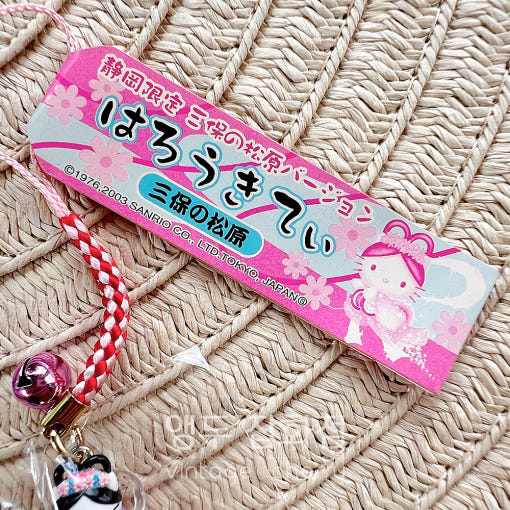 静岡限定 三保の松原バージョン
はろうきてぃ
三保の松原
©1976,2003 SANRIO CO., LTD.TOKYO, JAPAN®
Vintage